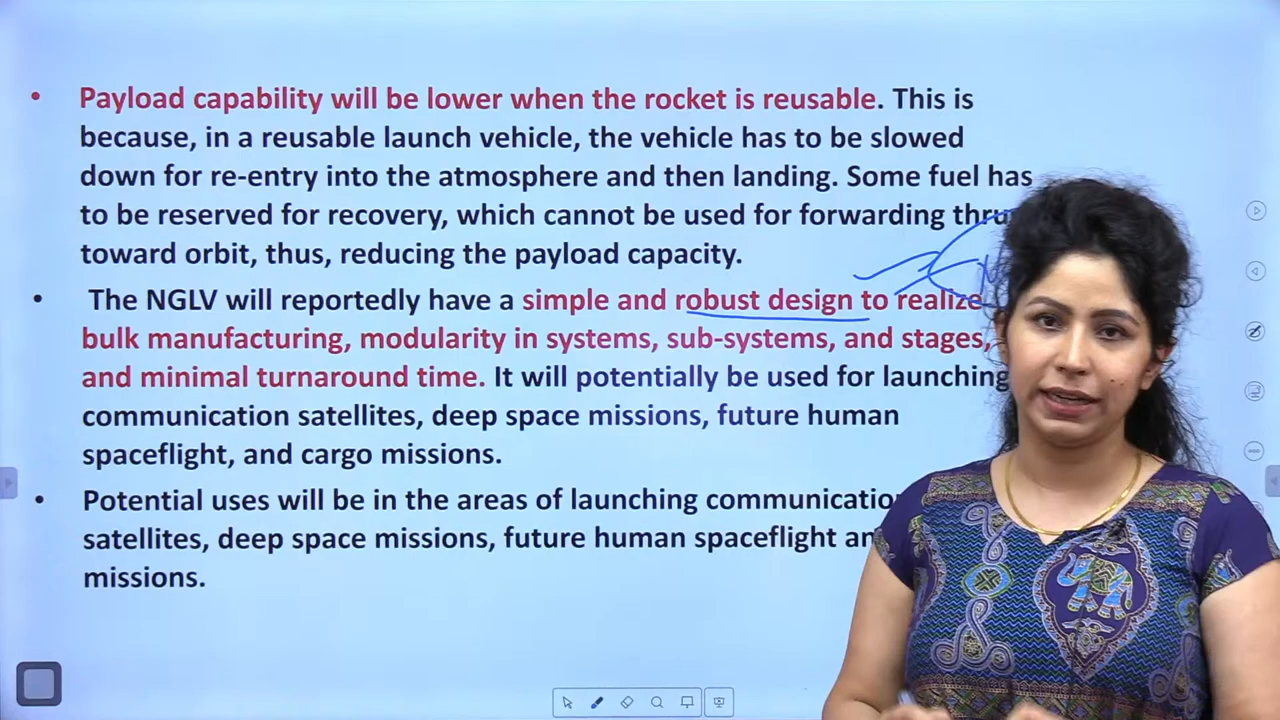 • Payload capability will be lower when the rocket is reusable. This is
because, in a reusable launch vehicle, the vehicle has to be slowed
down for re-entry into the atmosphere and then landing. Some fuel has
to be reserved for recovery, which cannot be used for forwarding
toward orbit, thus, reducing the payload capacity.
• The NGLV will reportedly have a simple and robust design to realize
bulk manufacturing, modularity in systems, sub-systems, and stages,
and minimal turnaround time. It will potentially be used for launching
communication satellites, deep space missions, future human
spaceflight, and cargo missions.
• Potential uses will be in the areas of launching
satellites, deep space missions, future human spaceflight
missions.